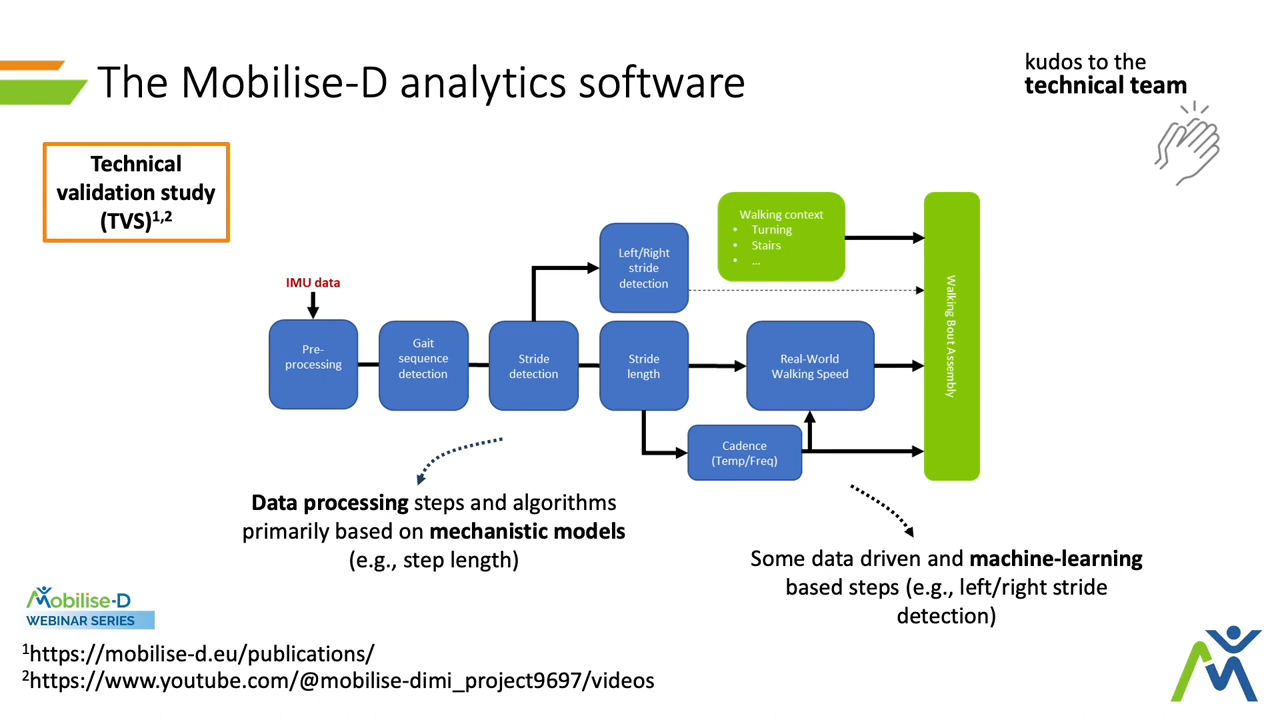 The Mobilise-D analytics software
kudos to the
technical team
Technical
validation study
(TVS)1,2
Walking context
• Turning
• Stairs
• ...
Left/Right
stride
detection
IMU data
Walking Bout Assembly
Pre-
processing
Gait
sequence
detection
Stride
detection
Stride
length
Real-World
Walking Speed
Cadence
(Temp/Freq)
Data processing steps and algorithms
primarily based on mechanistic models
(e.g., step length)
Some data driven and machine-learning
based steps (e.g., left/right stride
detection)
Mobilise-D
WEBINAR SERIES
1https://mobilise-d.eu/publications/
2https://www.youtube.com/@mobilise-dimi_project9697/videos